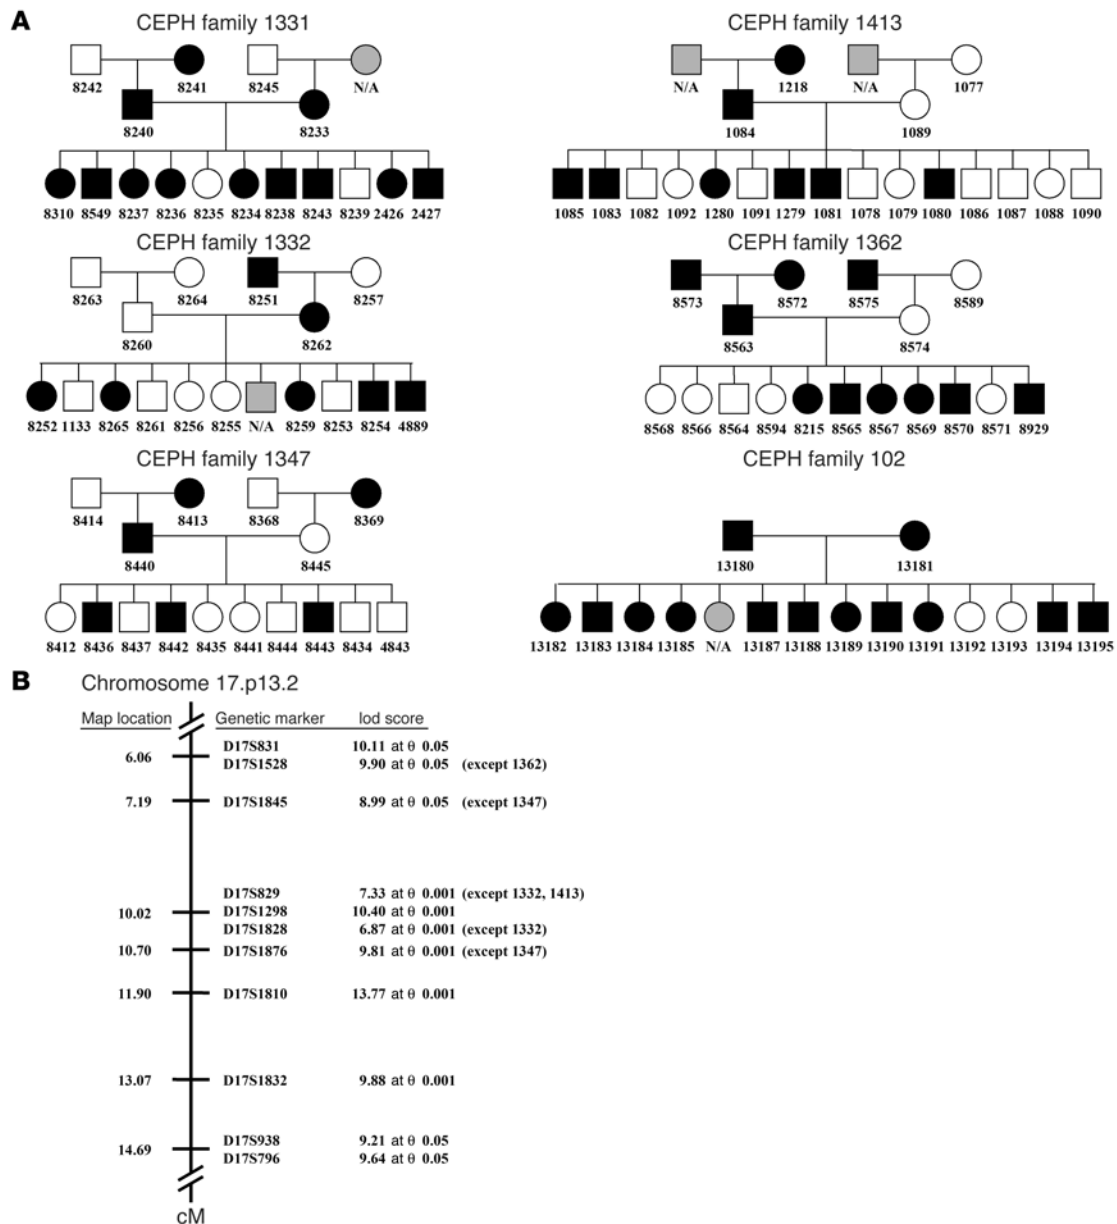 A
CEPH family 1331
8242 8241 8245 N/A
8240 8233
8310 8549 8237 8236 8235 8234 8238 8243 8239 2426 2427
CEPH family 1332
8263 8264 8251 8257
8260 8262
8252 1133 8265 8261 8256 8255 N/A 8259 8253 8254 4889
CEPH family 1347
8414 8413 8368 8369
8440 8445
8412 8436 8437 8442 8435 8441 8444 8443 8434 4843
CEPH family 1413
N/A 1218 N/A 1077
1084 1089
1085 1083 1082 1092 1280 1091 1279 1081 1078 1079 1080 1086 1087 1088 1090
CEPH family 1362
8573 8572 8575 8589
8563 8574
8568 8566 8564 8594 8215 8565 8567 8569 8570 8571 8929
CEPH family 102
13180 13181
13182 13183 13184 13185 N/A 13187 13188 13189 13190 13191 13192 13193 13194 13195
B
Chromosome 17.p13.2
Map location Genetic marker lod score
D17S831 10.11 at θ 0.05
6.06
D17S1528 9.90 at θ 0.05 (except 1362)
7.19 D17S1845 8.99 at θ 0.05 (except 1347)
D17S829 7.33 at θ 0.001 (except 1332, 1413)
10.02 D17S1298 10.40 at θ 0.001
D17S1828 6.87 at θ 0.001 (except 1332)
10.70 D17S1876 9.81 at θ 0.001 (except 1347)
11.90 D17S1810 13.77 at θ 0.001
13.07 D17S1832 9.88 at θ 0.001
D17S938 9.21 at θ 0.05
14.69
D17S796 9.64 at θ 0.05
cM